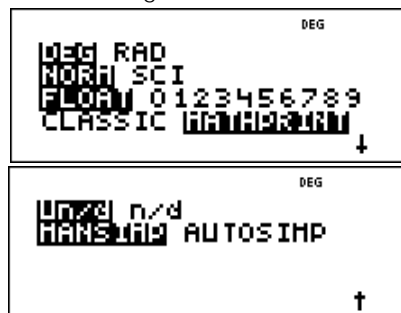 DEG
DEG RAD
NORM SCI
FLOAT 0123456789
CLASSIC MATHPRINT
↓
DEG
Un/d n/d
MANSIMP AUTOSIMP
↑